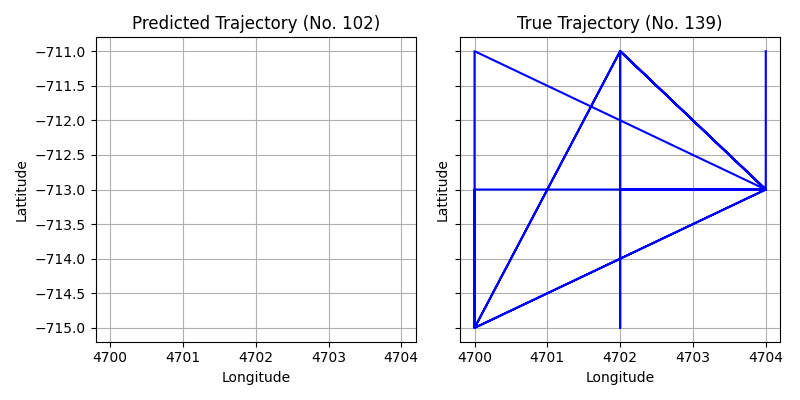 Predicted Trajectory (No. 102)
True Trajectory (No. 139)
Lattitude
−711.0
−711.5
−712.0
−712.5
−713.0
−713.5
−714.0
−714.5
−715.0
4700 4701 4702 4703 4704
Longitude
Lattitude
4700 4701 4702 4703 4704
Longitude